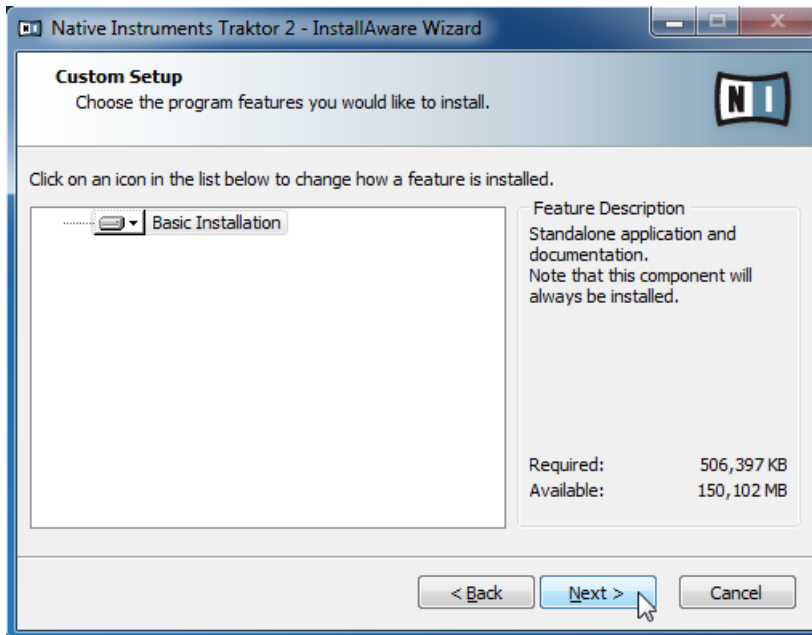 Native Instruments Traktor 2 - InstallAware Wizard
Custom Setup
Choose the program features you would like to install.
N I
Click on an icon in the list below to change how a feature is installed.
Basic Installation
Feature Description
Standalone application and
documentation.
Note that this component will
always be installed.
Required: 506,397 KB
Available: 150,102 MB
< Back Next > Cancel